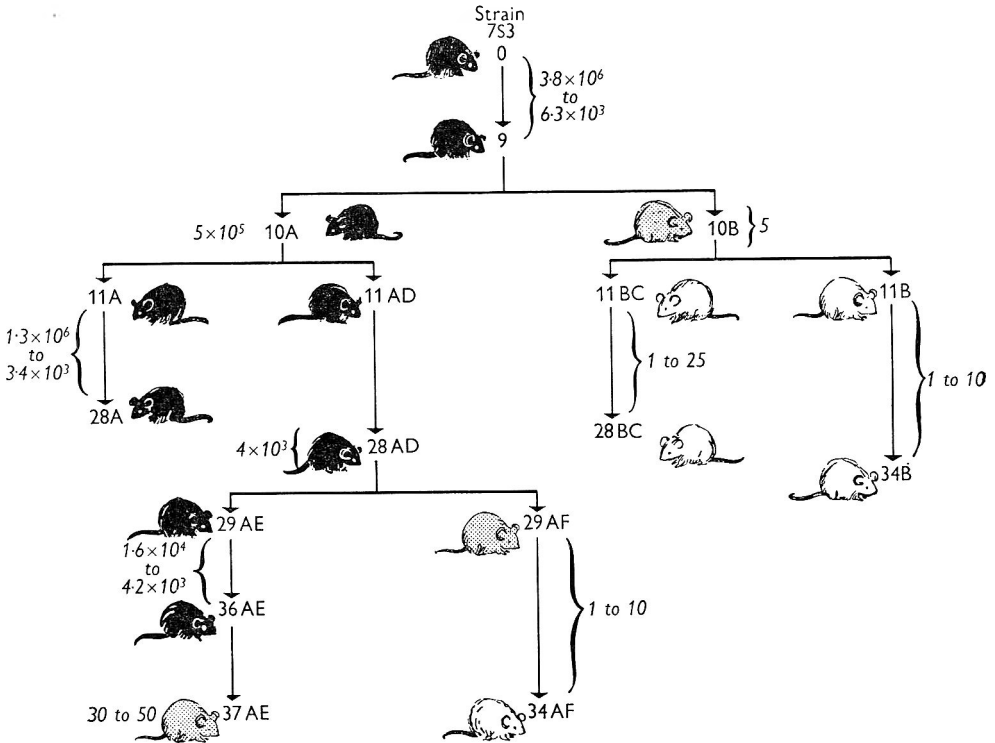 Strain
7S3
0
3·8×10⁶
to
6·3×10³
9
5×10⁵ 10A
10B 5
11A
11AD
11BC
11B
1·3×10⁶
to
3·4×10³
1 to 25
1 to 10
28A
28BC
4×10³
28AD
34B
29AE
29AF
1·6×10⁴
to
4·2×10³
36AE
1 to 10
30 to 50
37AE
34AF